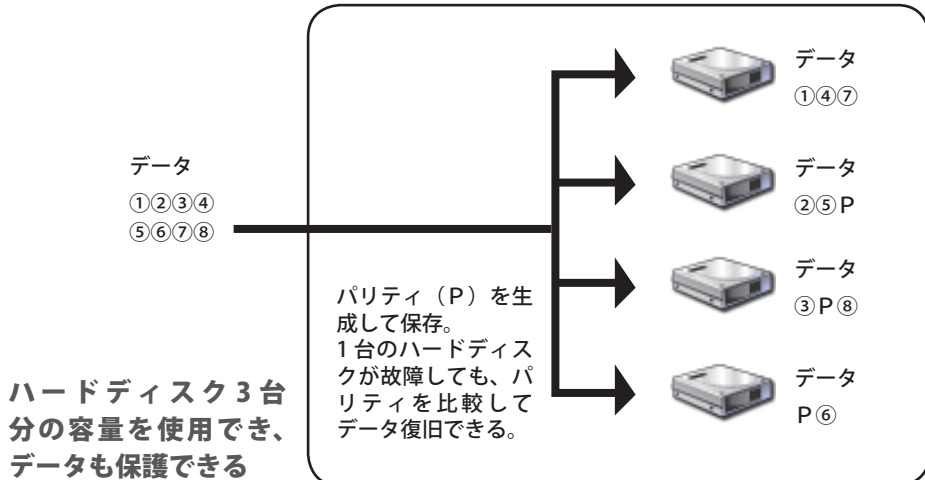 データ
①②③④
⑤⑥⑦⑧
データ
①④⑦
データ
②⑤P
データ
③P⑧
データ
P⑥
パリティ（P）を生
成して保存。
1台のハードディス
クが故障しても、パ
リティを比較して
データ復旧できる。
ハードディスク3台
分の容量を使用でき、
データも保護できる